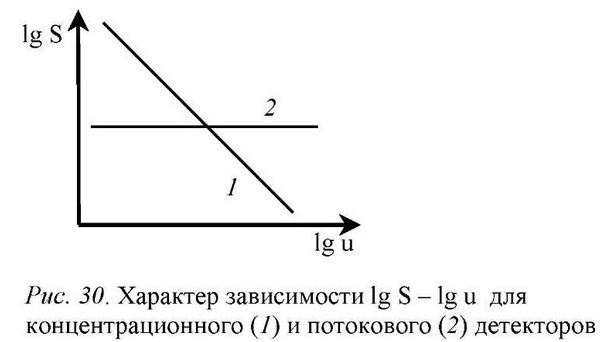 lg S
2
1
lg u
Рис. 30. Характер зависимости lg S – lg u для
концентрационного (1) и потокового (2) детекторов